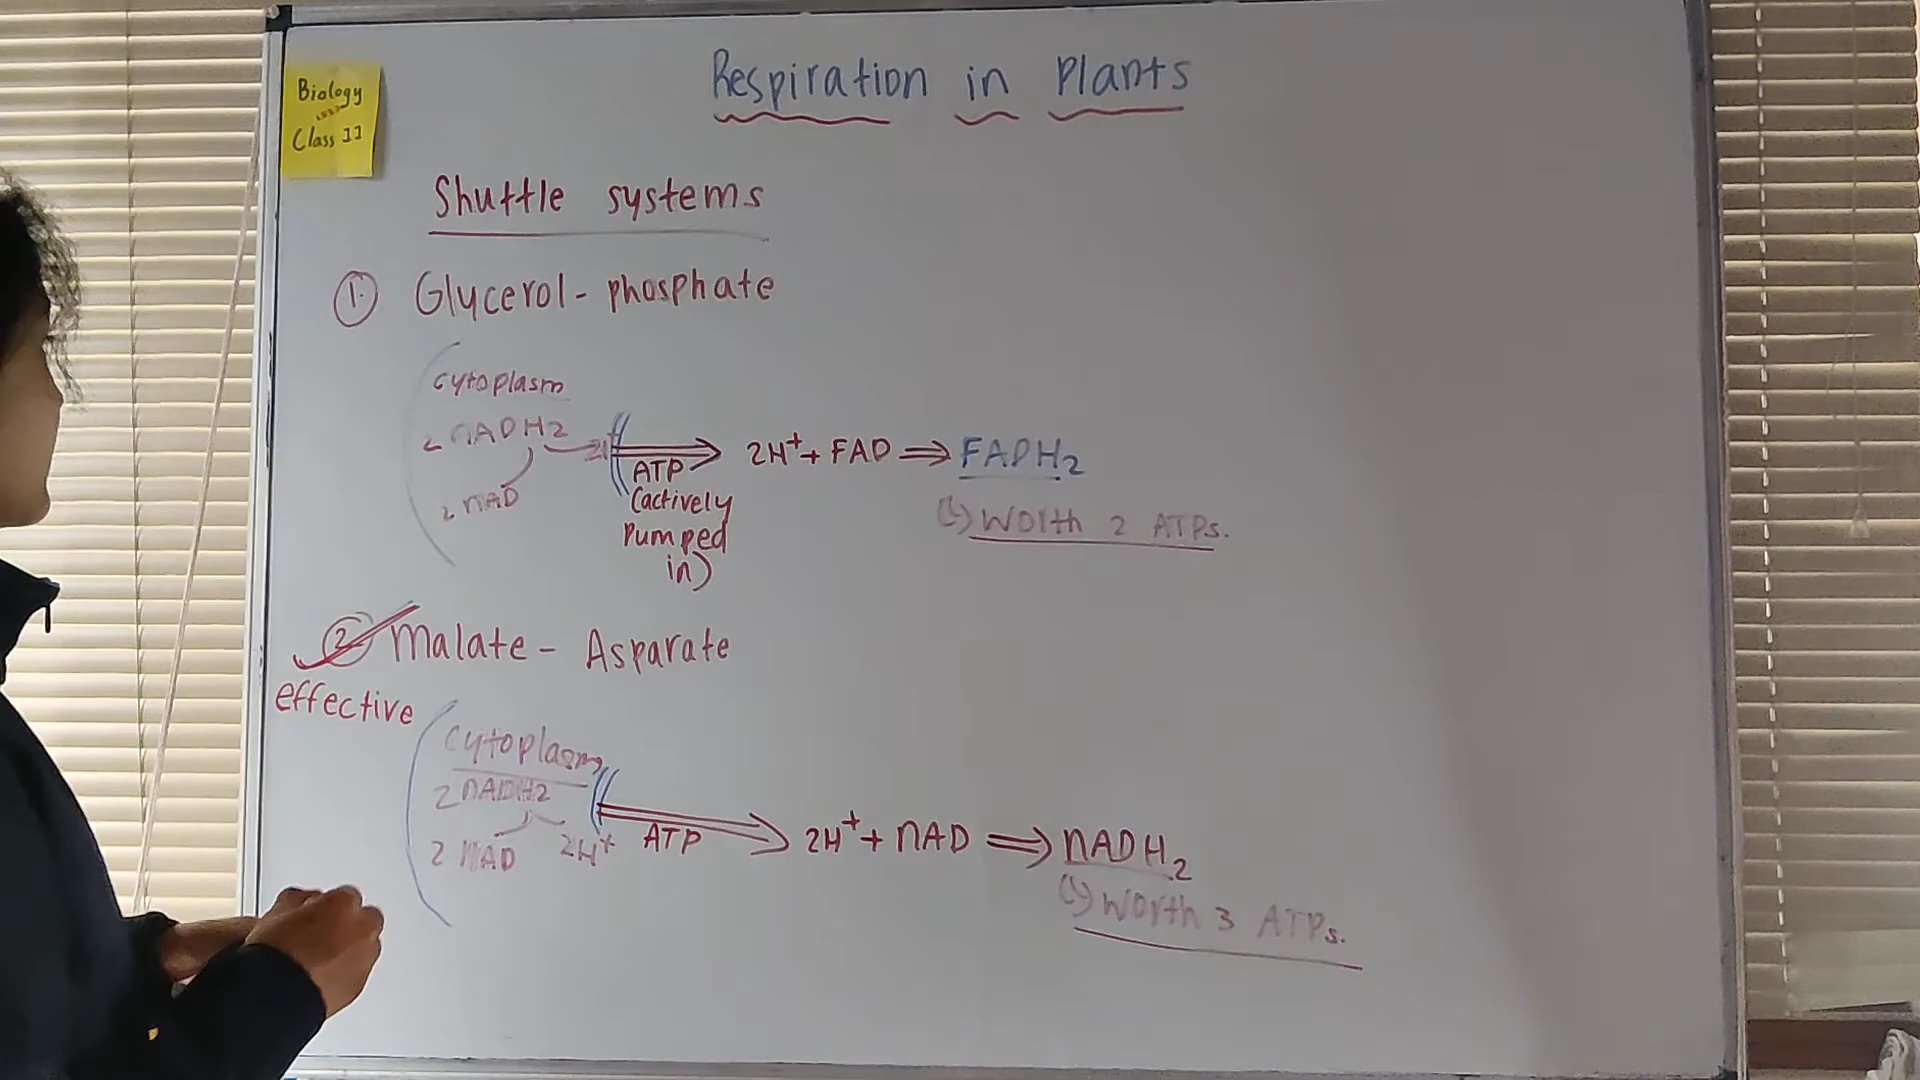 Respiration in Plants
Biology
Class 11
Shuttle systems
1. Glycerol - phosphate
cytoplasm
2 NADH2
2H+ + FAD ⇒ FADH2
2 NAD
ATP
(actively
Pumped
in)
↳ worth 2 ATPs.
2 Malate - Asparate
effective
cytoplasm
2 NADH2
2 NAD 2H+
ATP
2H+ + NAD ⇒ NADH2
↳ worth 3 ATPs.